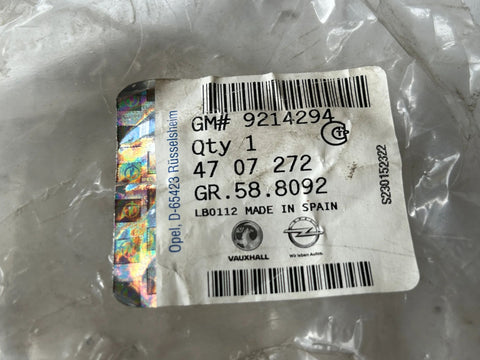 GM# 9214294
Qty 1
47 07 272
GR.58.8092
LB0112 MADE IN SPAIN
VAUXHALL
Wir leben Autos.
Opel, D-65423 Rüsselsheim
S230152322